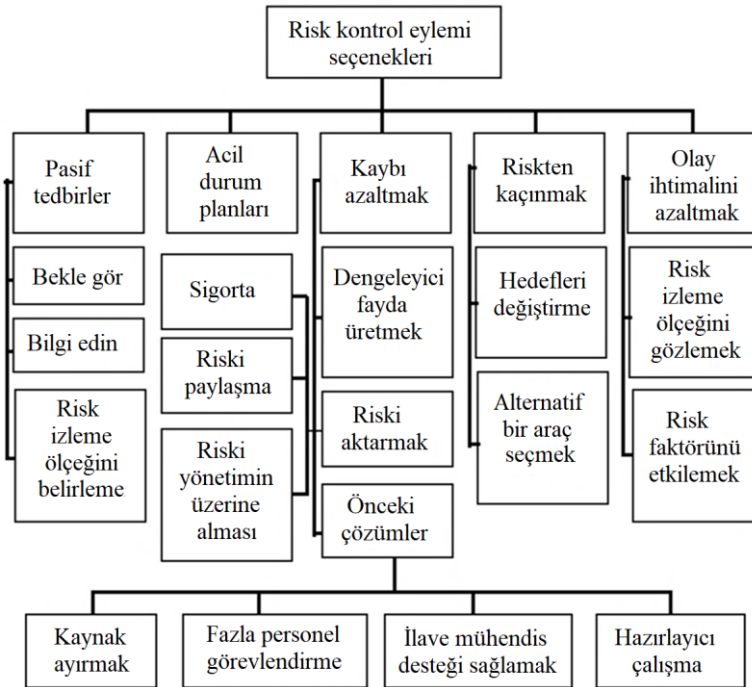 Risk kontrol eylemi
seçenekleri
Pasif
tedbirler
Acil
durum
planları
Kaybı
azaltmak
Riskten
kaçınmak
Olay
ihtimalini
azaltmak
Bekle gör
Bilgi edin
Risk
izleme
ölçeğini
belirleme
Sigorta
Riski
paylaşma
Riski
yönetimin
üzerine
alması
Dengeleyici
fayda
üretmek
Riski
aktarmak
Önceki
çözümler
Hedefleri
değiştirme
Alternatif
bir araç
seçmek
Risk
izleme
ölçeğini
gözlemek
Risk
faktörünü
etkilemek
Kaynak
ayırmak
Fazla personel
görevlendirme
İlave mühendis
desteği sağlamak
Hazırlayıcı
çalışma